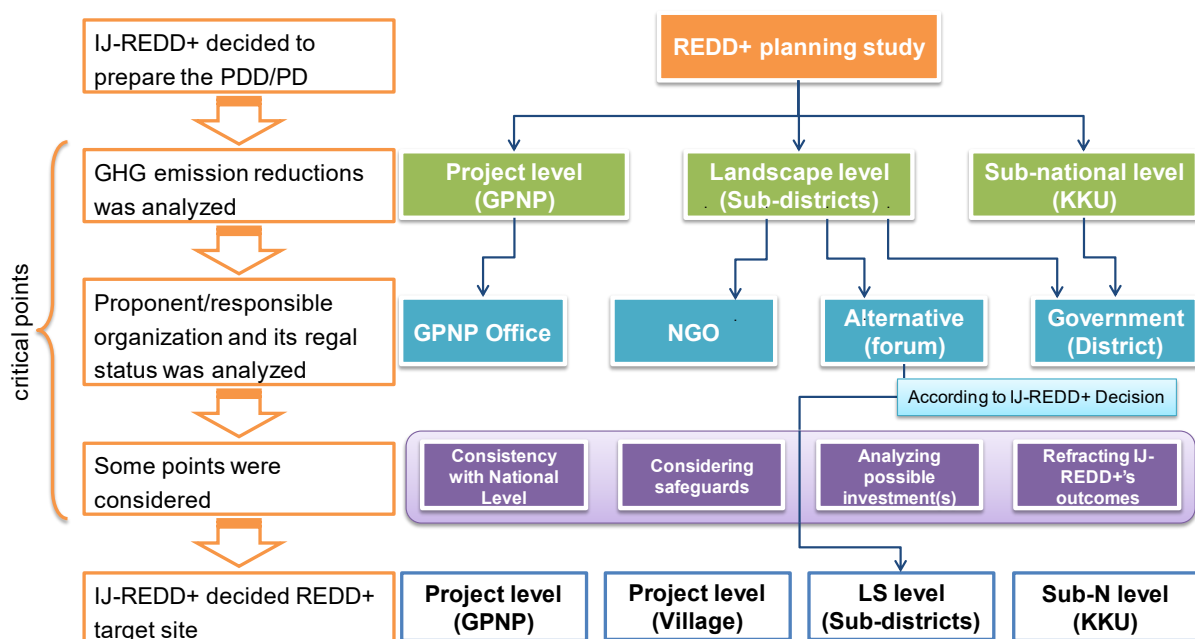 IJ-REDD+ decided to
prepare the PDD/PD
REDD+ planning study
critical points
GHG emission reductions
was analyzed
Project level
(GPNP)
Landscape level
(Sub-districts)
Sub-national level
(KKU)
Proponent/responsible
organization and its regal
status was analyzed
GPNP Office
NGO
Alternative
(forum)
Government
(District)
According to IJ-REDD+ Decision
Some points were
considered
Consistency
with National
Level
Considering
safeguards
Analyzing
possible
investment(s)
Refracting IJ-
REDD+'s
outcomes
IJ-REDD+ decided REDD+
target site
Project level
(GPNP)
Project level
(Village)
LS level
(Sub-districts)
Sub-N level
(KKU)